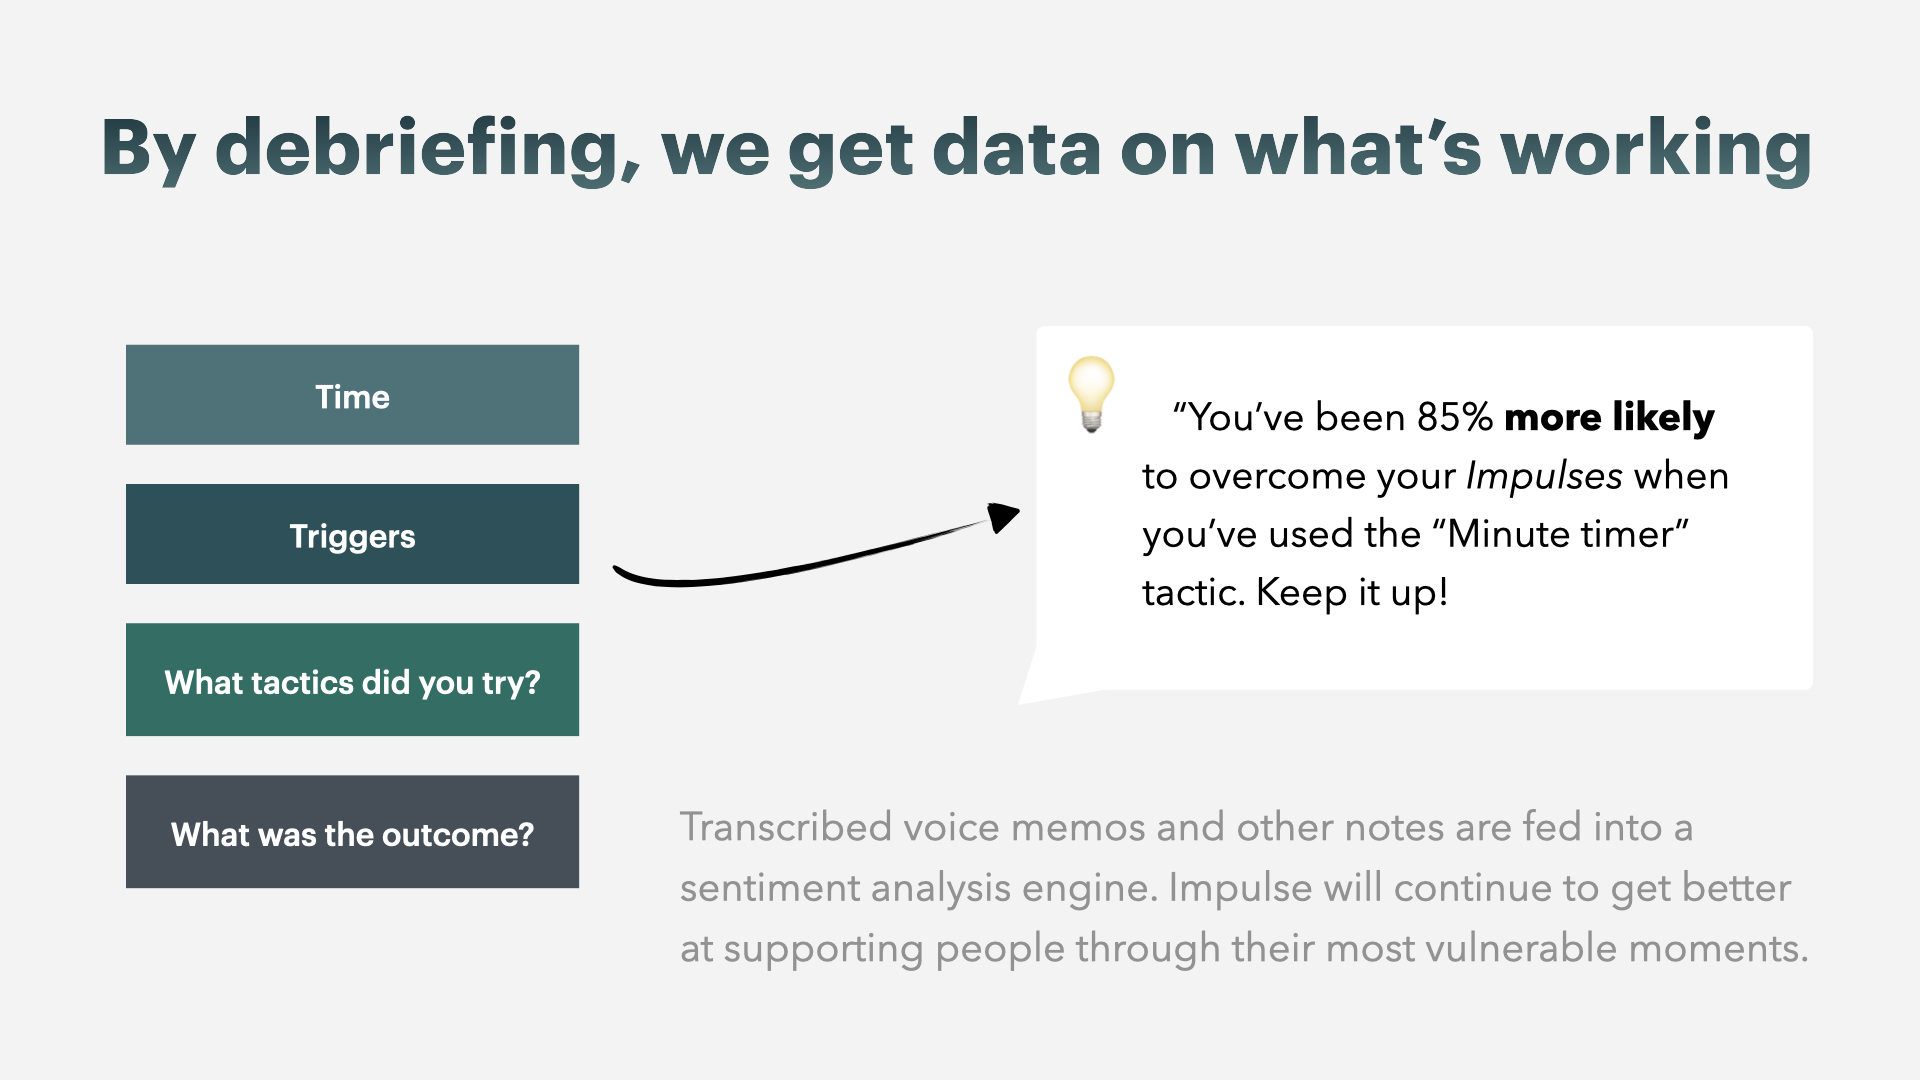 By debriefing, we get data on what’s working
Time
Triggers
What tactics did you try?
What was the outcome?
“You’ve been 85% more likely
to overcome your Impulses when
you’ve used the “Minute timer”
tactic. Keep it up!
Transcribed voice memos and other notes are fed into a
sentiment analysis engine. Impulse will continue to get better
at supporting people through their most vulnerable moments.